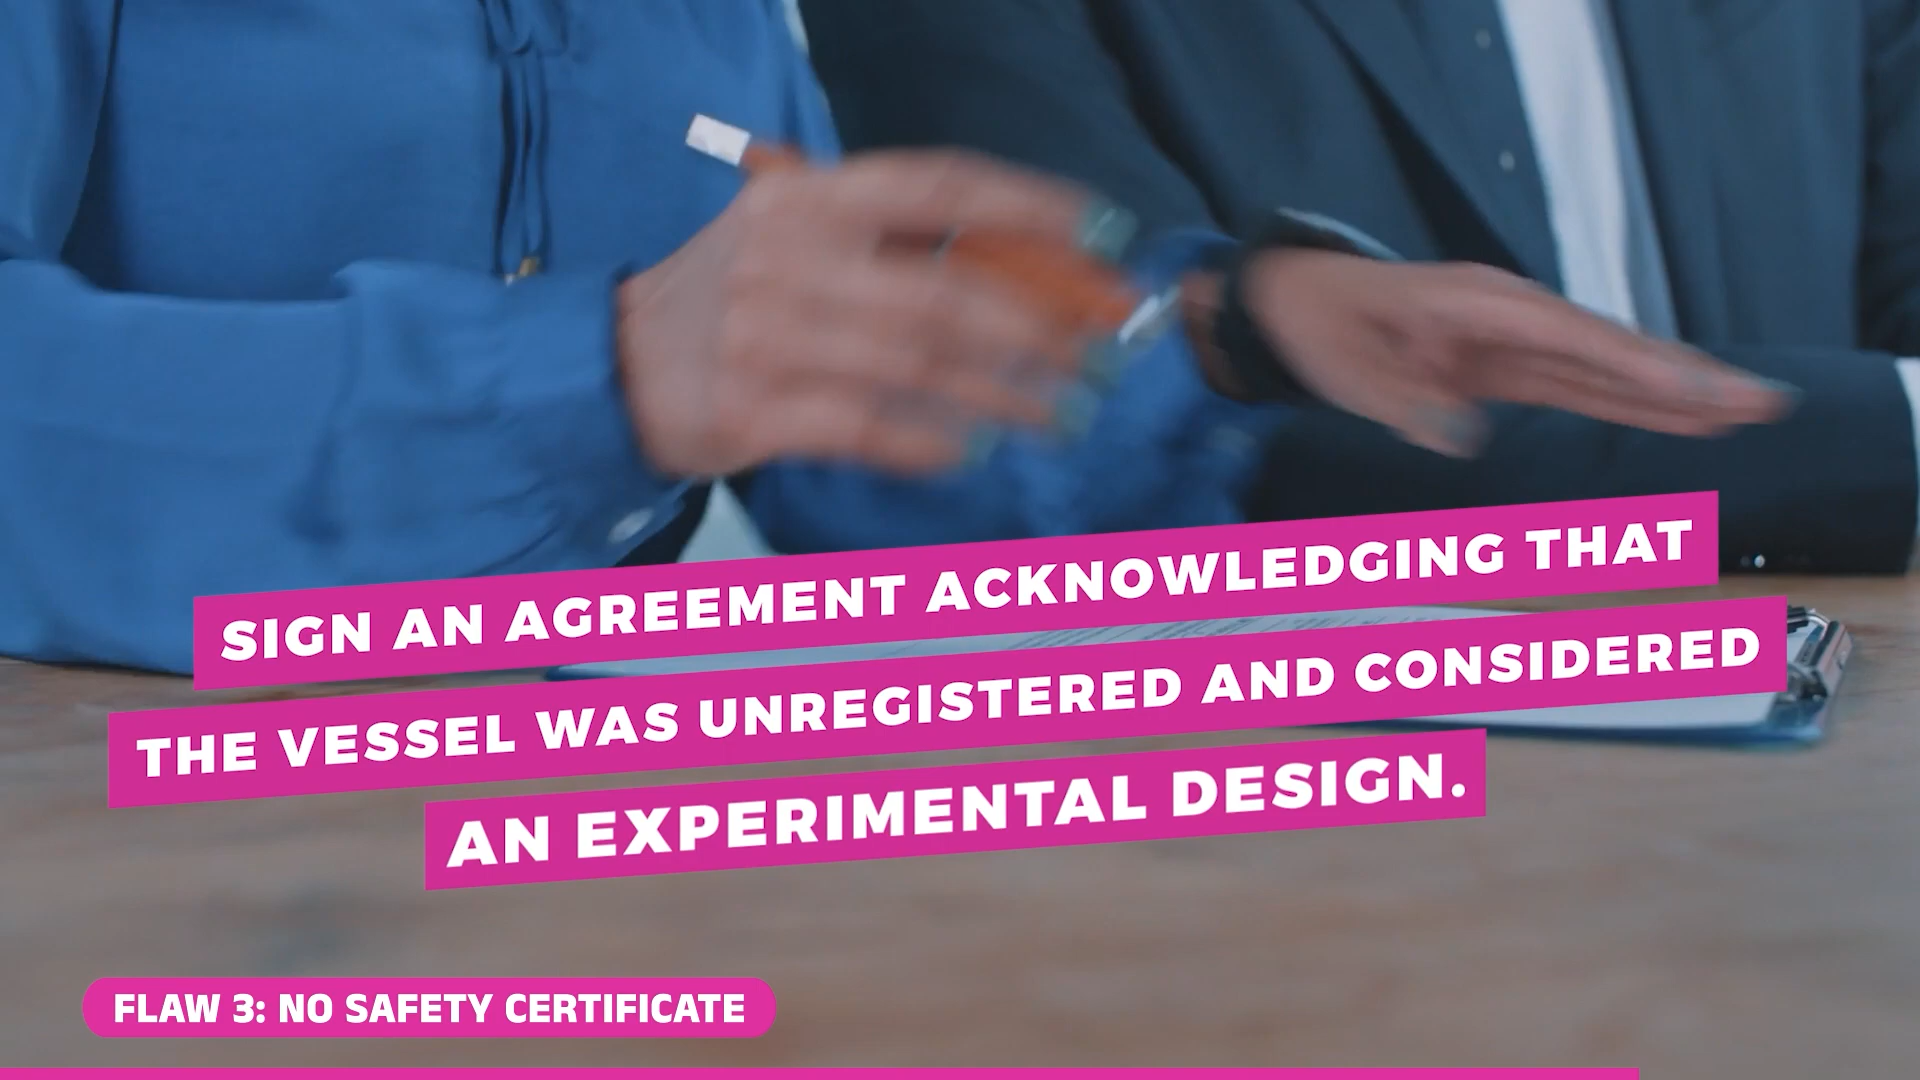 SIGN AN AGREEMENT ACKNOWLEDGING THAT
THE VESSEL WAS UNREGISTERED AND CONSIDERED
AN EXPERIMENTAL DESIGN.
FLAW 3: NO SAFETY CERTIFICATE